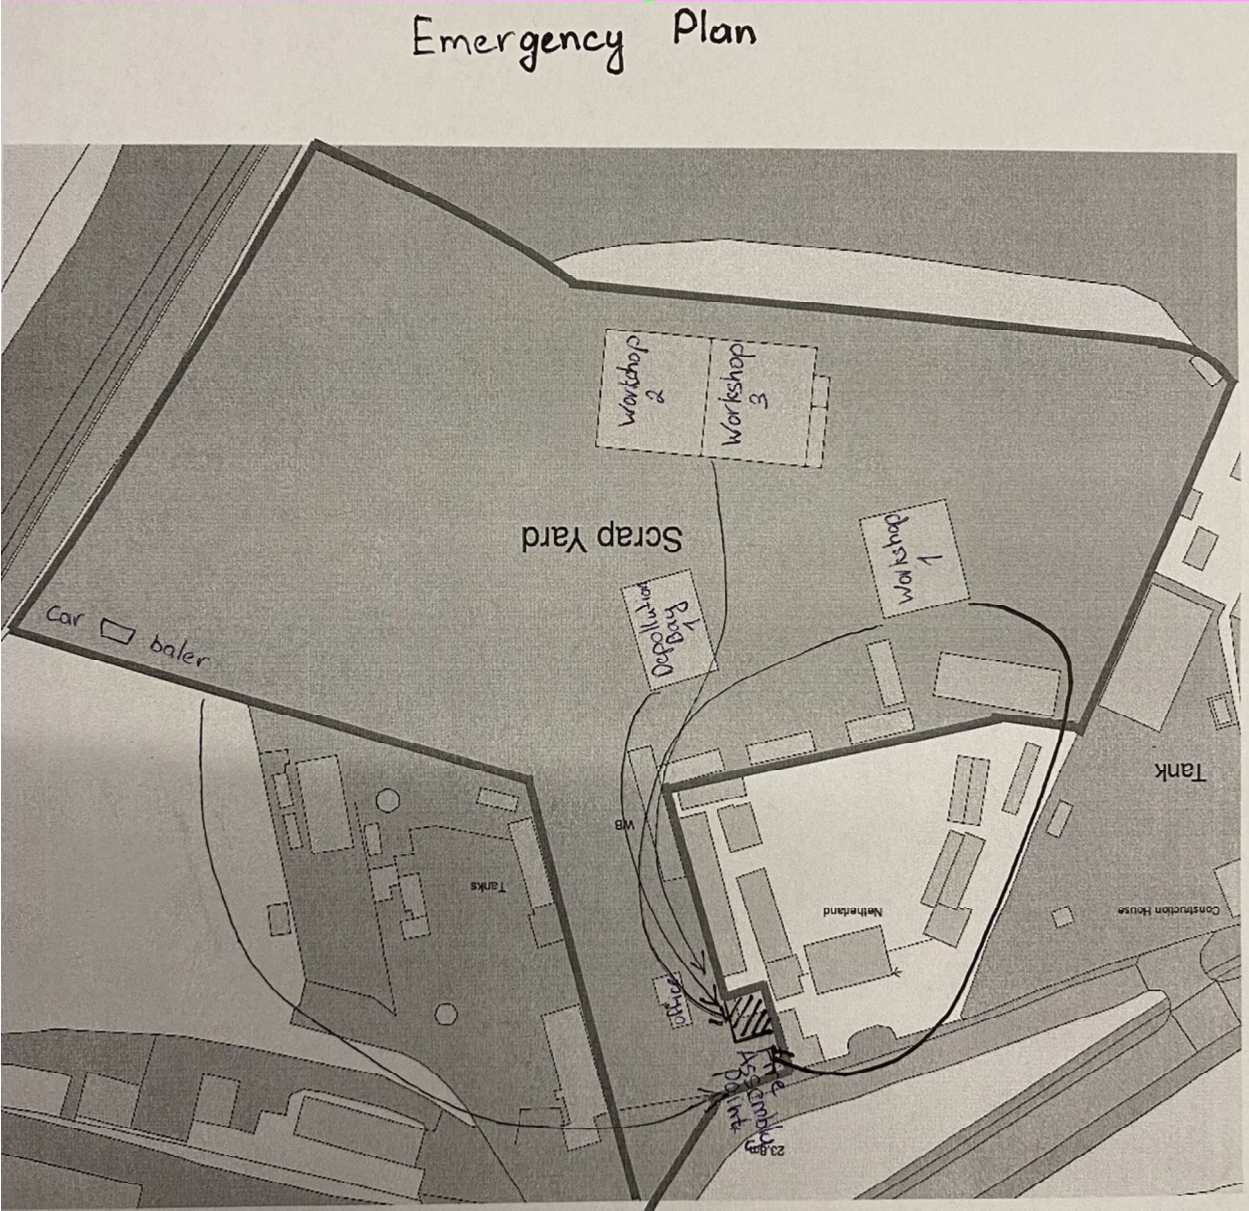 Emergency Plan
Workshop
2
Workshop
3
Scrap Yard
Workshop
1
Depollution
Bay
1
car baler
Tank
WB
Tanks
Netherland
Construction House
office
Fire
Assembly
point
23.8m